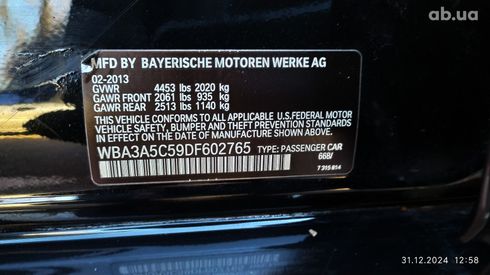 ab.ua
MFD BY BAYERISCHE MOTOREN WERKE AG
02-2013
GVWR 4453 lbs 2020 kg
GAWR FRONT 2061 lbs 935 kg
GAWR REAR 2513 lbs 1140 kg
THIS VEHICLE CONFORMS TO ALL APPLICABLE U.S.FEDERAL MOTOR
VEHICLE SAFETY, BUMPER, AND THEFT PREVENTION STANDARDS IN
EFFECT ON THE DATE OF MANUFACTURE SHOWN ABOVE.
WBA3A5C59DF602765 TYPE: PASSENGER CAR
668/
7 315 814
31.12.2024 12:58